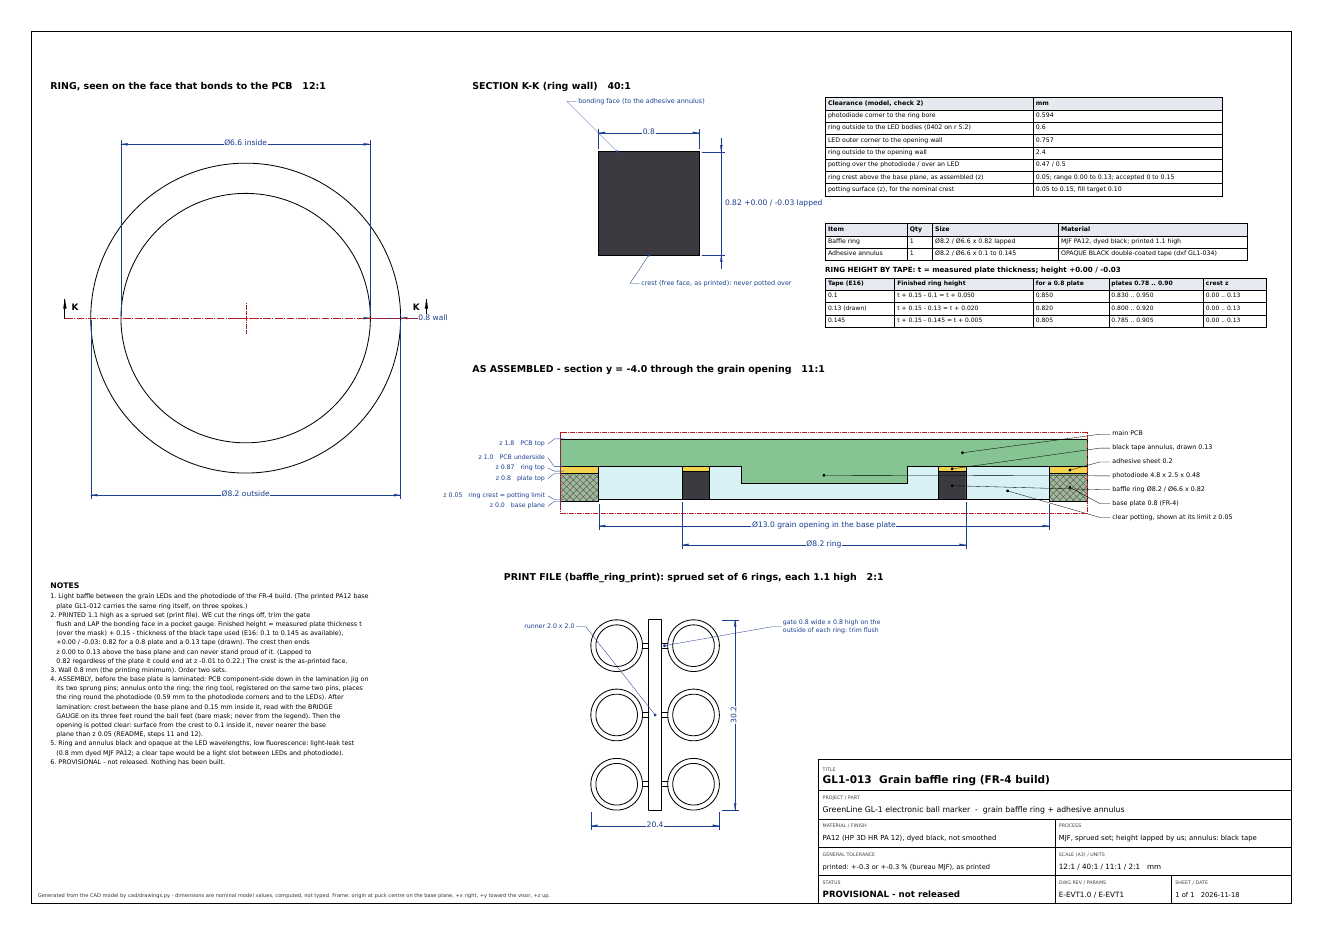 RING, seen on the face that bonds to the PCB   12:1
Ø6.6 inside
K
K
0.8 wall
Ø8.2 outside
SECTION K-K (ring wall)   40:1
bonding face (to the adhesive annulus)
0.8
0.82 +0.00 / -0.03 lapped
crest (free face, as printed): never potted over
Clearance (model, check 2)   mm
photodiode corner to the ring bore   0.594
ring outside to the LED bodies (0402 on r 5.2)   0.6
LED outer corner to the opening wall   0.757
ring outside to the opening wall   2.4
potting over the photodiode / over an LED   0.47 / 0.5
ring crest above the base plane, as assembled (z)   0.05; range 0.00 to 0.13; accepted 0 to 0.15
potting surface (z), for the nominal crest   0.05 to 0.15, fill target 0.10
Item   Qty   Size   Material
Baffle ring   1   Ø8.2 / Ø6.6 x 0.82 lapped   MJF PA12, dyed black; printed 1.1 high
Adhesive annulus   1   Ø8.2 / Ø6.6 x 0.1 to 0.145   OPAQUE BLACK double-coated tape (dxf GL1-034)
RING HEIGHT BY TAPE: t = measured plate thickness; height +0.00 / -0.03
Tape (E16)   Finished ring height   for a 0.8 plate   plates 0.78 .. 0.90   crest z
0.1   t + 0.15 - 0.1 = t + 0.050   0.850   0.830 .. 0.950   0.00 .. 0.13
0.13 (drawn)   t + 0.15 - 0.13 = t + 0.020   0.820   0.800 .. 0.920   0.00 .. 0.13
0.145   t + 0.15 - 0.145 = t + 0.005   0.805   0.785 .. 0.905   0.00 .. 0.13
AS ASSEMBLED - section y = -4.0 through the grain opening   11:1
z 1.8   PCB top
z 1.0   PCB underside
z 0.87   ring top
z 0.8   plate top
z 0.05   ring crest = potting limit
z 0.0   base plane
main PCB
black tape annulus, drawn 0.13
adhesive sheet 0.2
photodiode 4.8 x 2.5 x 0.48
baffle ring Ø8.2 / Ø6.6 x 0.82
base plate 0.8 (FR-4)
clear potting, shown at its limit z 0.05
Ø13.0 grain opening in the base plate
Ø8.2 ring
PRINT FILE (baffle_ring_print): sprued set of 6 rings, each 1.1 high   2:1
runner 2.0 x 2.0
gate 0.8 wide x 0.8 high on the
outside of each ring: trim flush
30.2
20.4
NOTES
1. Light baffle between the grain LEDs and the photodiode of the FR-4 build. (The printed PA12 base
plate GL1-012 carries the same ring itself, on three spokes.)
2. PRINTED 1.1 high as a sprued set (print file). WE cut the rings off, trim the gate
flush and LAP the bonding face in a pocket gauge. Finished height = measured plate thickness t
(over the mask) + 0.15 - thickness of the black tape used (E16: 0.1 to 0.145 as available),
+0.00 / -0.03: 0.82 for a 0.8 plate and a 0.13 tape (drawn). The crest then ends
z 0.00 to 0.13 above the base plane and can never stand proud of it. (Lapped to
0.82 regardless of the plate it could end at z -0.01 to 0.22.) The crest is the as-printed face.
3. Wall 0.8 mm (the printing minimum). Order two sets.
4. ASSEMBLY, before the base plate is laminated: PCB component-side down in the lamination jig on
its two sprung pins; annulus onto the ring; the ring tool, registered on the same two pins, places
the ring round the photodiode (0.59 mm to the photodiode corners and to the LEDs). After
lamination: crest between the base plane and 0.15 mm inside it, read with the BRIDGE
GAUGE on its three feet round the ball feet (bare mask; never from the legend). Then the
opening is potted clear: surface from the crest to 0.1 inside it, never nearer the base
plane than z 0.05 (README, steps 11 and 12).
5. Ring and annulus black and opaque at the LED wavelengths, low fluorescence: light-leak test
(0.8 mm dyed MJF PA12; a clear tape would be a light slot between LEDs and photodiode).
6. PROVISIONAL - not released. Nothing has been built.
TITLE
GL1-013  Grain baffle ring (FR-4 build)
PROJECT / PART
GreenLine GL-1 electronic ball marker  -  grain baffle ring + adhesive annulus
MATERIAL / FINISH   PROCESS
PA12 (HP 3D HR PA 12), dyed black, not smoothed   MJF, sprued set; height lapped by us; annulus: black tape
GENERAL TOLERANCE   SCALE (A3) / UNITS
printed: +-0.3 or +-0.3 % (bureau MJF), as printed   12:1 / 40:1 / 11:1 / 2:1   mm
STATUS   DWG REV / PARAMS   SHEET / DATE
PROVISIONAL - not released   E-EVT1.0 / E-EVT1   1 of 1   2026-11-18
Generated from the CAD model by cad/drawings.py - dimensions are nominal model values, computed, not typed. Frame: origin at puck centre on the base plane, +x right, +y toward the visor, +z up.